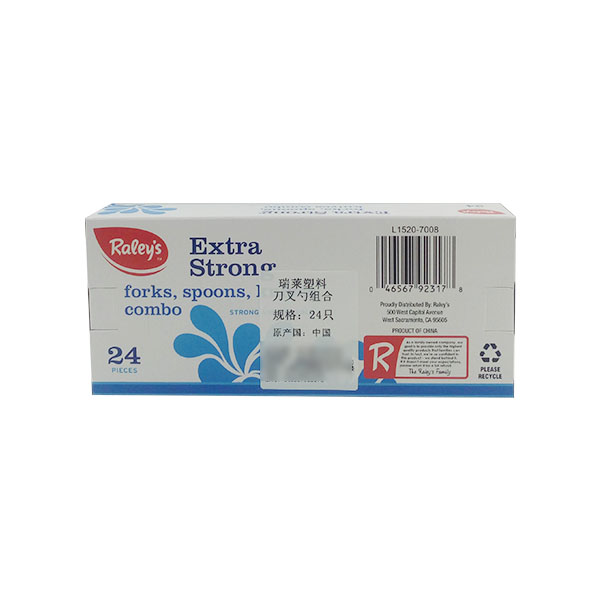 Extra Strong
Raley's
Extra
Strong
forks, spoons,
combo
STRONG
24
PIECES
瑞莱塑料
刀叉勺组合
规格：24只
原产国：中国
L1520-7008
0 46567 92317 8
Proudly Distributed By: Raley's
500 West Capital Avenue
West Sacramento, CA 95605
PRODUCT OF CHINA
R
The Raley's Family
PLEASE
RECYCLE